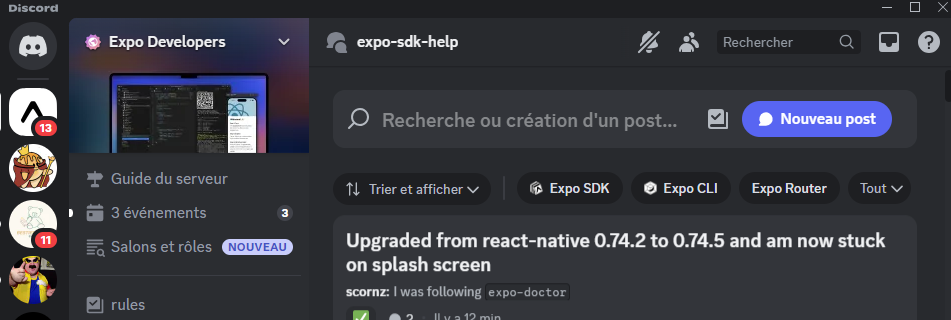 Discord
Expo Developers
expo-sdk-help
Rechercher
13
Recherche ou création d'un post...
Nouveau post
Guide du serveur
Trier et afficher
Expo SDK
Expo CLI
Expo Router
Tout
3 événements
3
11
Salons et rôles
NOUVEAU
Upgraded from react-native 0.74.2 to 0.74.5 and am now stuck
on splash screen
scornz: I was following expo-doctor
rules
2 · Il y a 12 min